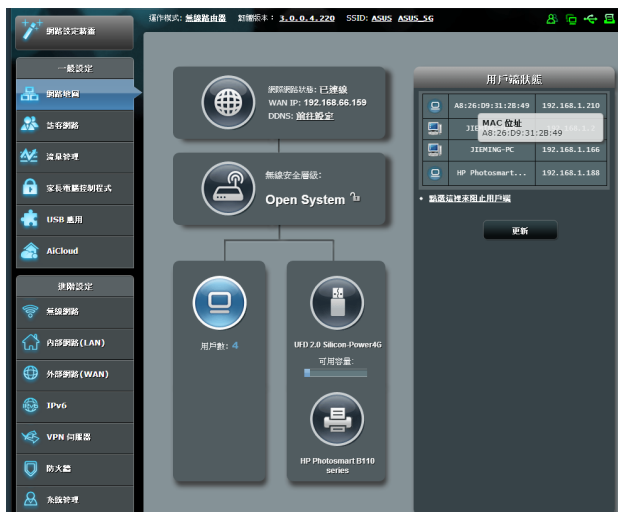 運作模式: 無線路由器 韌體版本: 3.0.0.4.220 SSID: ASUS ASUS_5G
網路設定精靈
一般設定
網路地圖
訪客網路
流量管理
家長電腦控制程式
USB 應用
AiCloud
進階設定
無線網路
內部網路(LAN)
外部網路(WAN)
IPv6
VPN 伺服器
防火牆
系統管理
網際網路狀態: 已連線
WAN IP: 192.168.66.159
DDNS: 前往設定
無線安全層級:
Open System
用戶數: 4
UFD 2.0 Silicon-Power4G
可用容量:
HP Photosmart B110
series
用戶端狀態
A8:26:D9:31:28:49 192.168.1.210
MAC 位址
A8:26:D9:31:28:49
JIEMING-PC 192.168.1.166
HP Photosmart... 192.168.1.188
點選這裡來阻止用戶端
更新